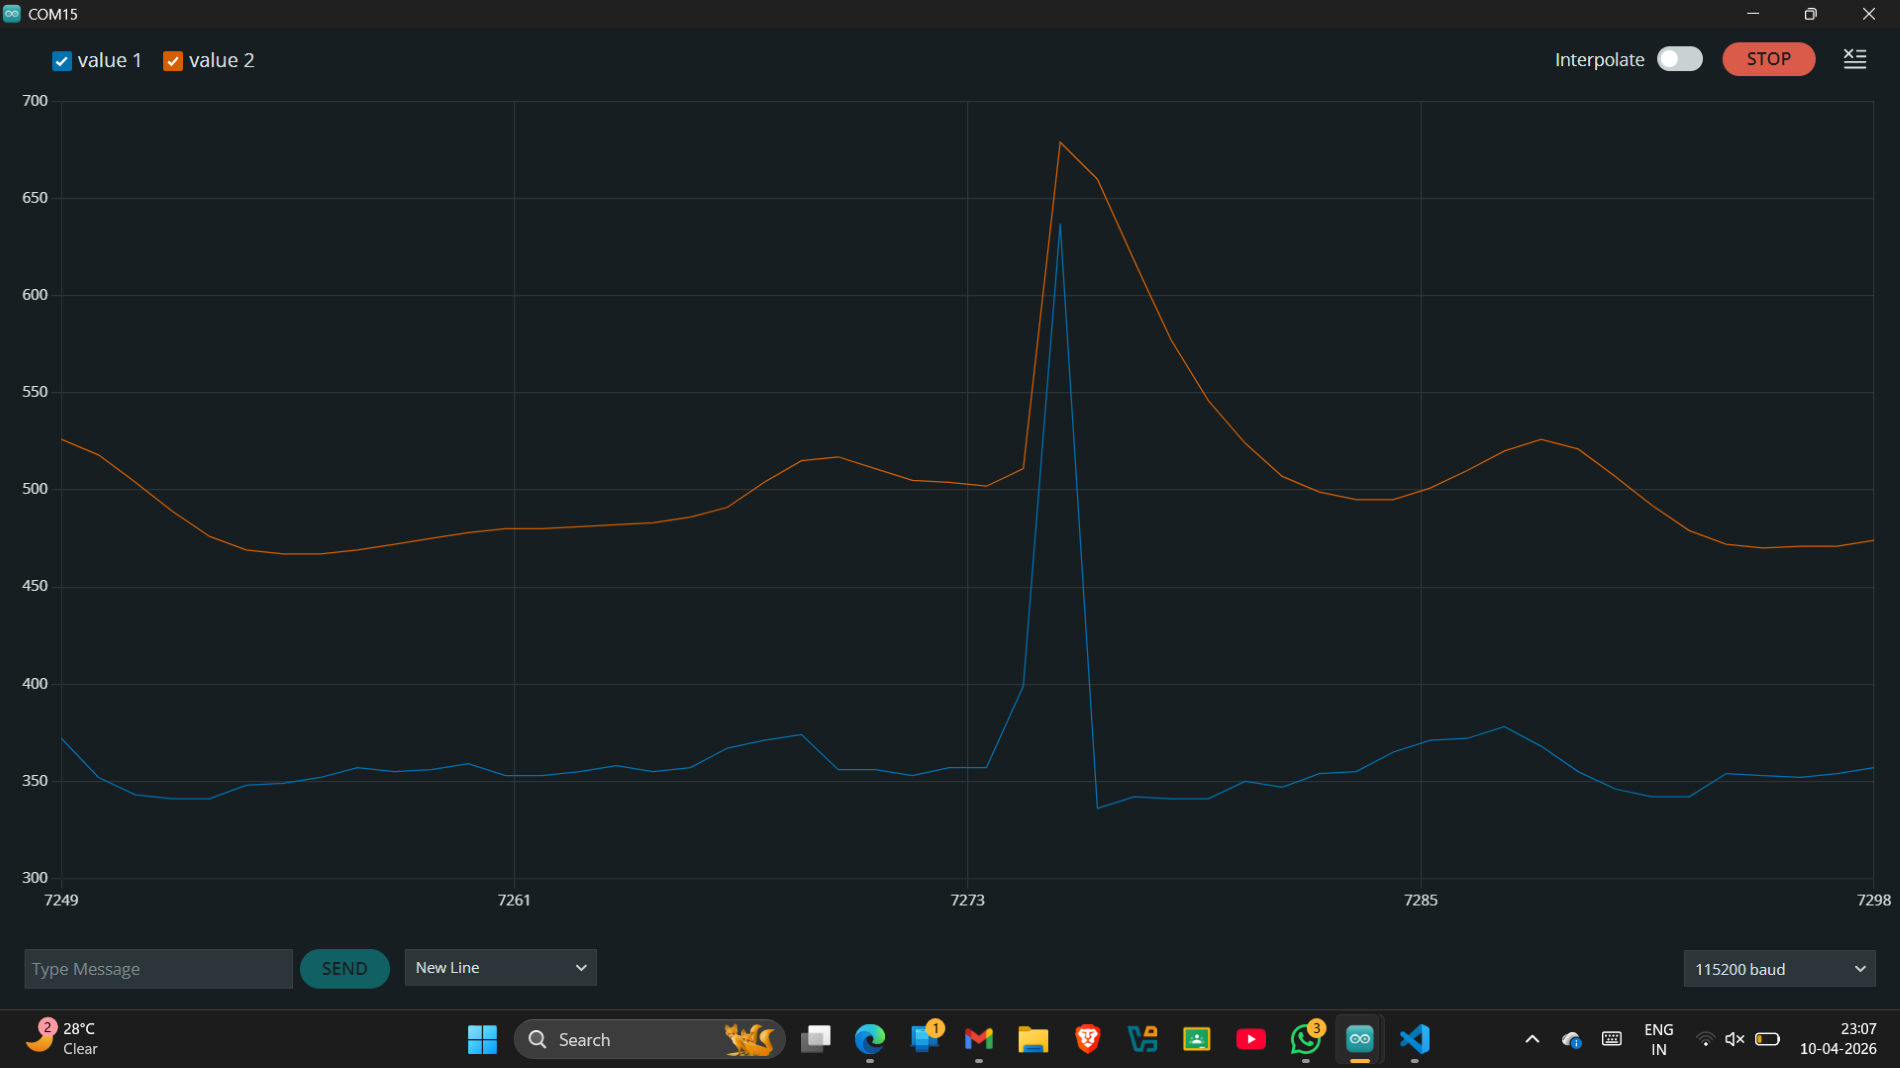 COM15
value 1 value 2 Interpolate STOP
700
650
600
550
500
450
400
350
300
7249 7261 7273 7285 7298
Type Message SEND New Line 115200 baud
2 28°C
Clear
Search
1
3
ENG
IN
23:07
10-04-2026